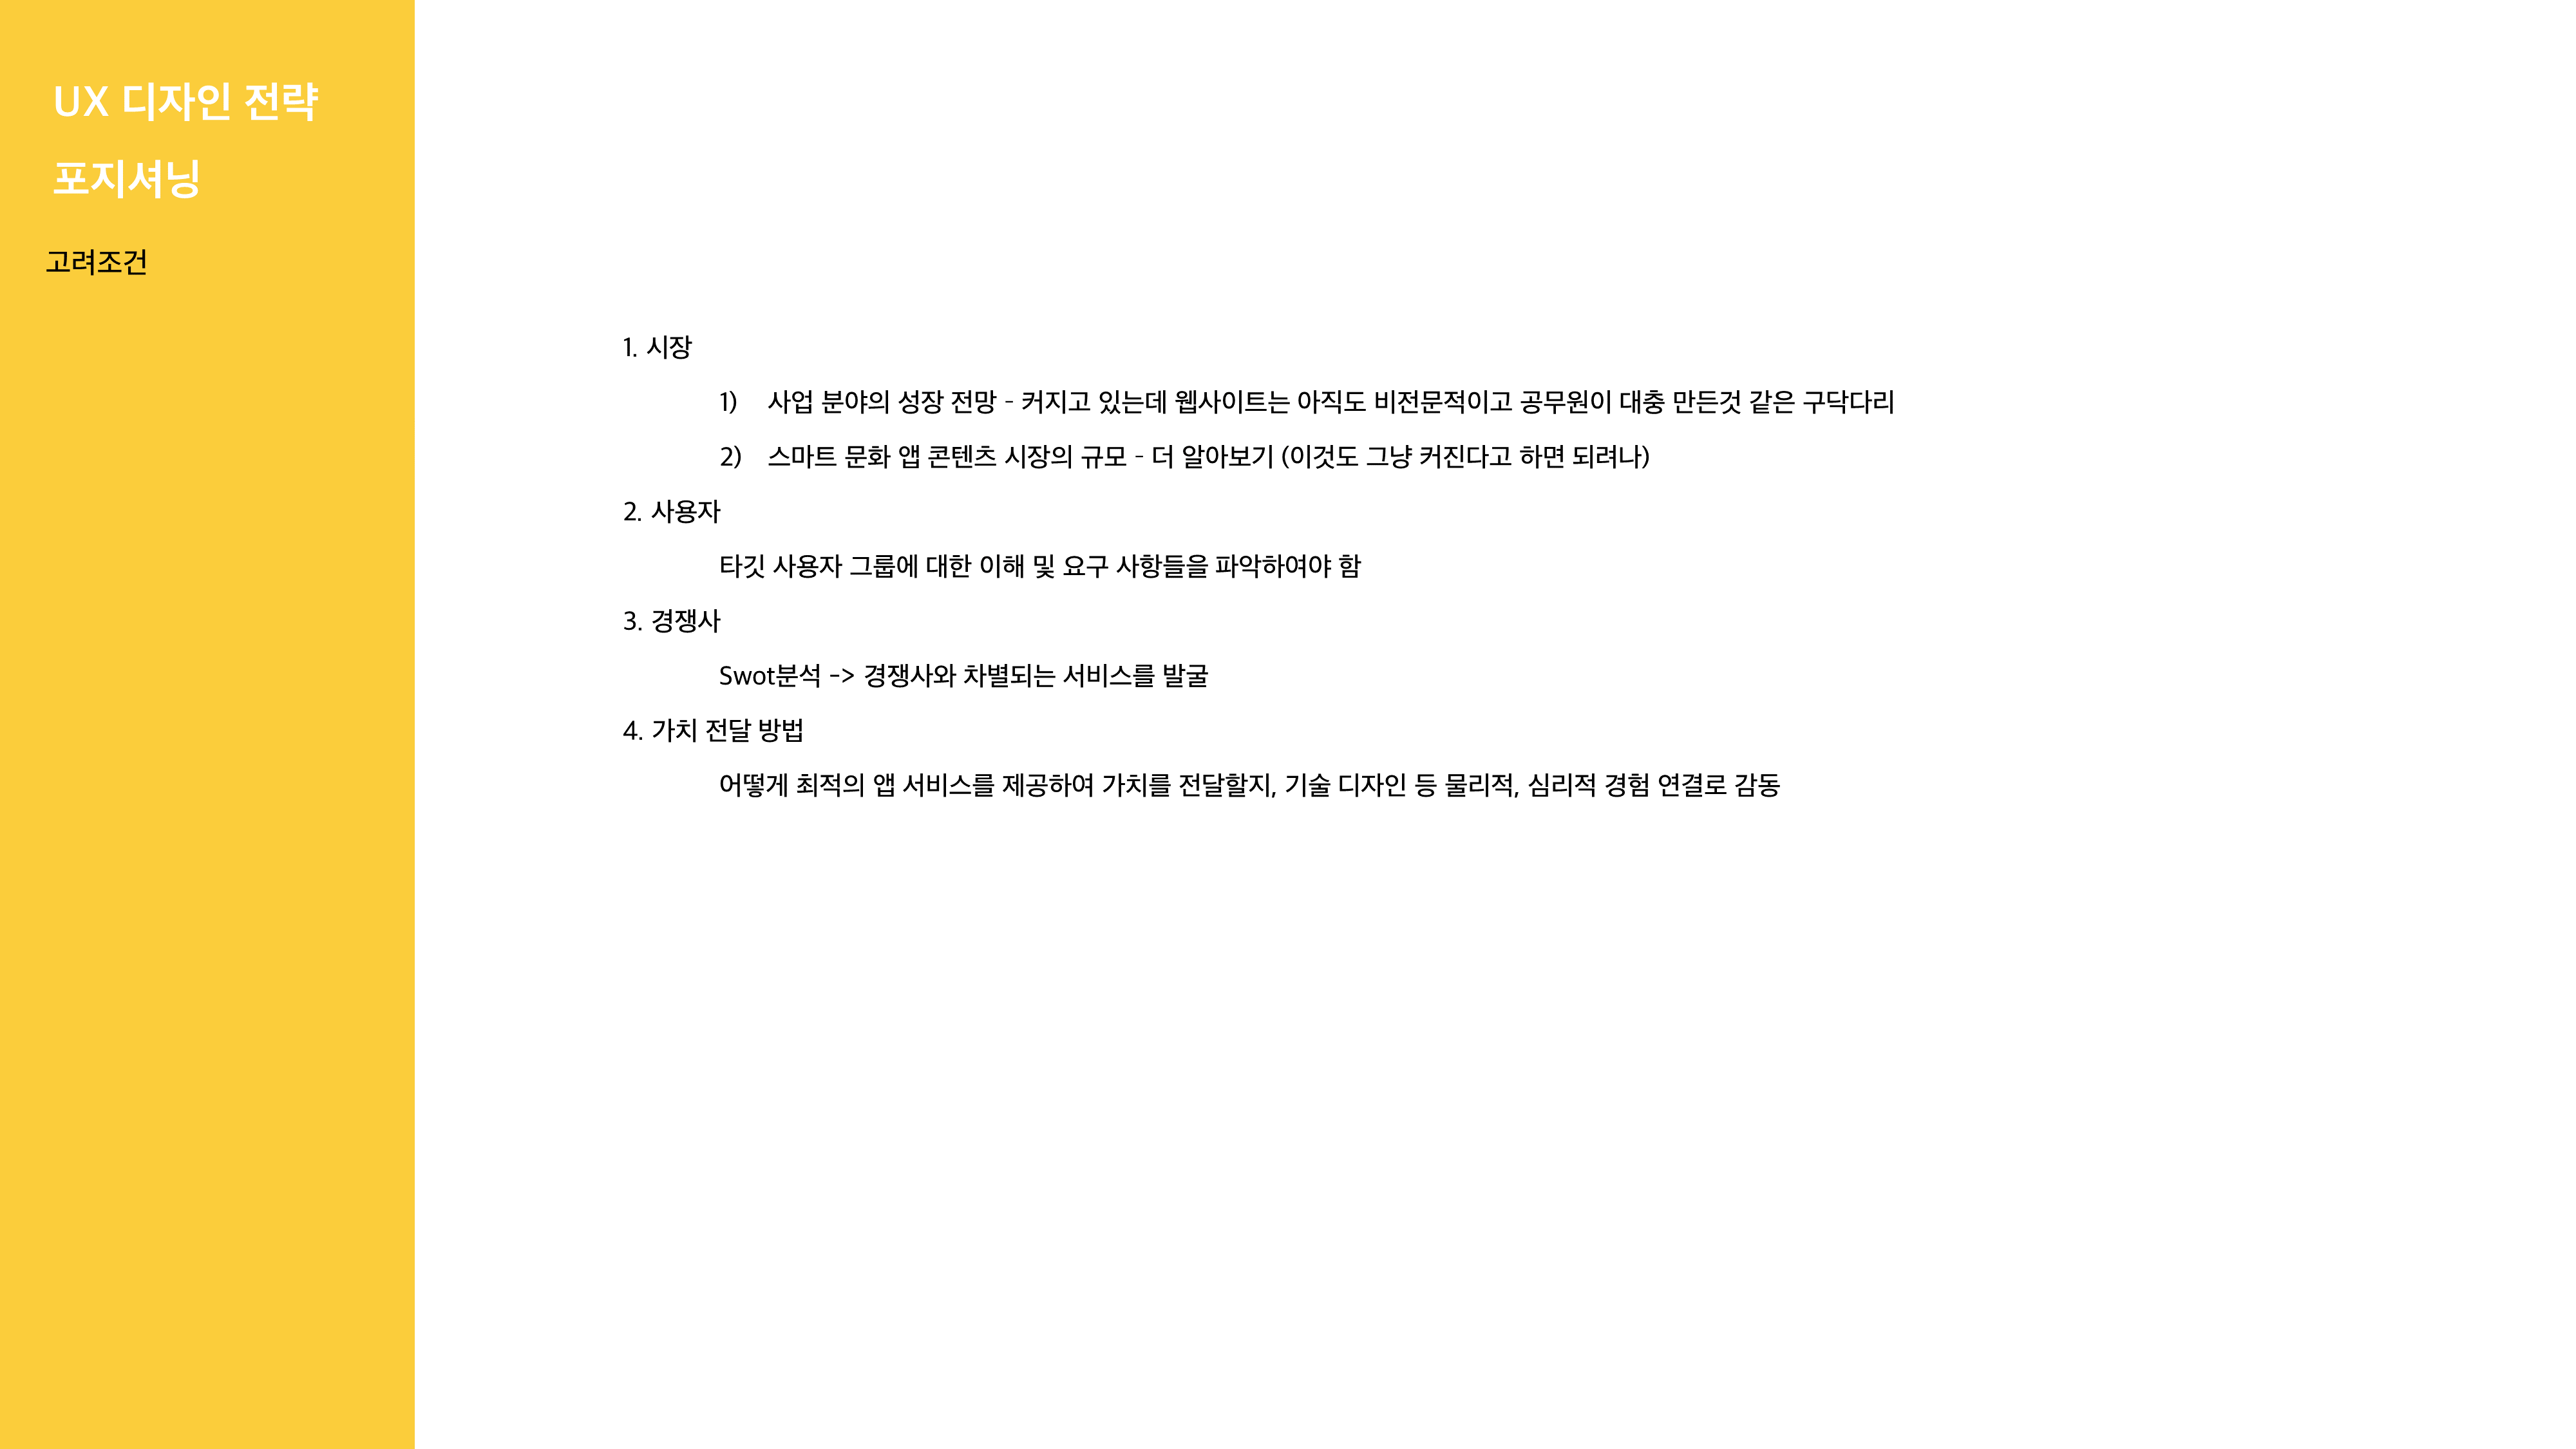 UX 디자인 전략
포지셔닝
고려조건
1. 시장
1) 사업 분야의 성장 전망 - 커지고 있는데 웹사이트는 아직도 비전문적이고 공무원이 대충 만든것 같은 구닥다리
2) 스마트 문화 앱 콘텐츠 시장의 규모 - 더 알아보기 (이것도 그냥 커진다고 하면 되려나)
2. 사용자
타깃 사용자 그룹에 대한 이해 및 요구 사항들을 파악하여야 함
3. 경쟁사
Swot분석 -> 경쟁사와 차별되는 서비스를 발굴
4. 가치 전달 방법
어떻게 최적의 앱 서비스를 제공하여 가치를 전달할지, 기술 디자인 등 물리적, 심리적 경험 연결로 감동